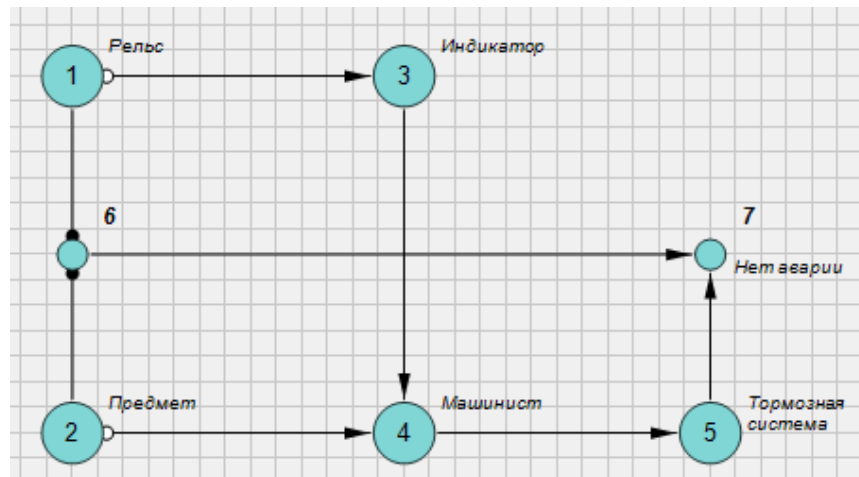 Рельс
Индикатор
1
3
6
7
Нет аварии
Предмет
Машинист
Тормозная
система
2
4
5